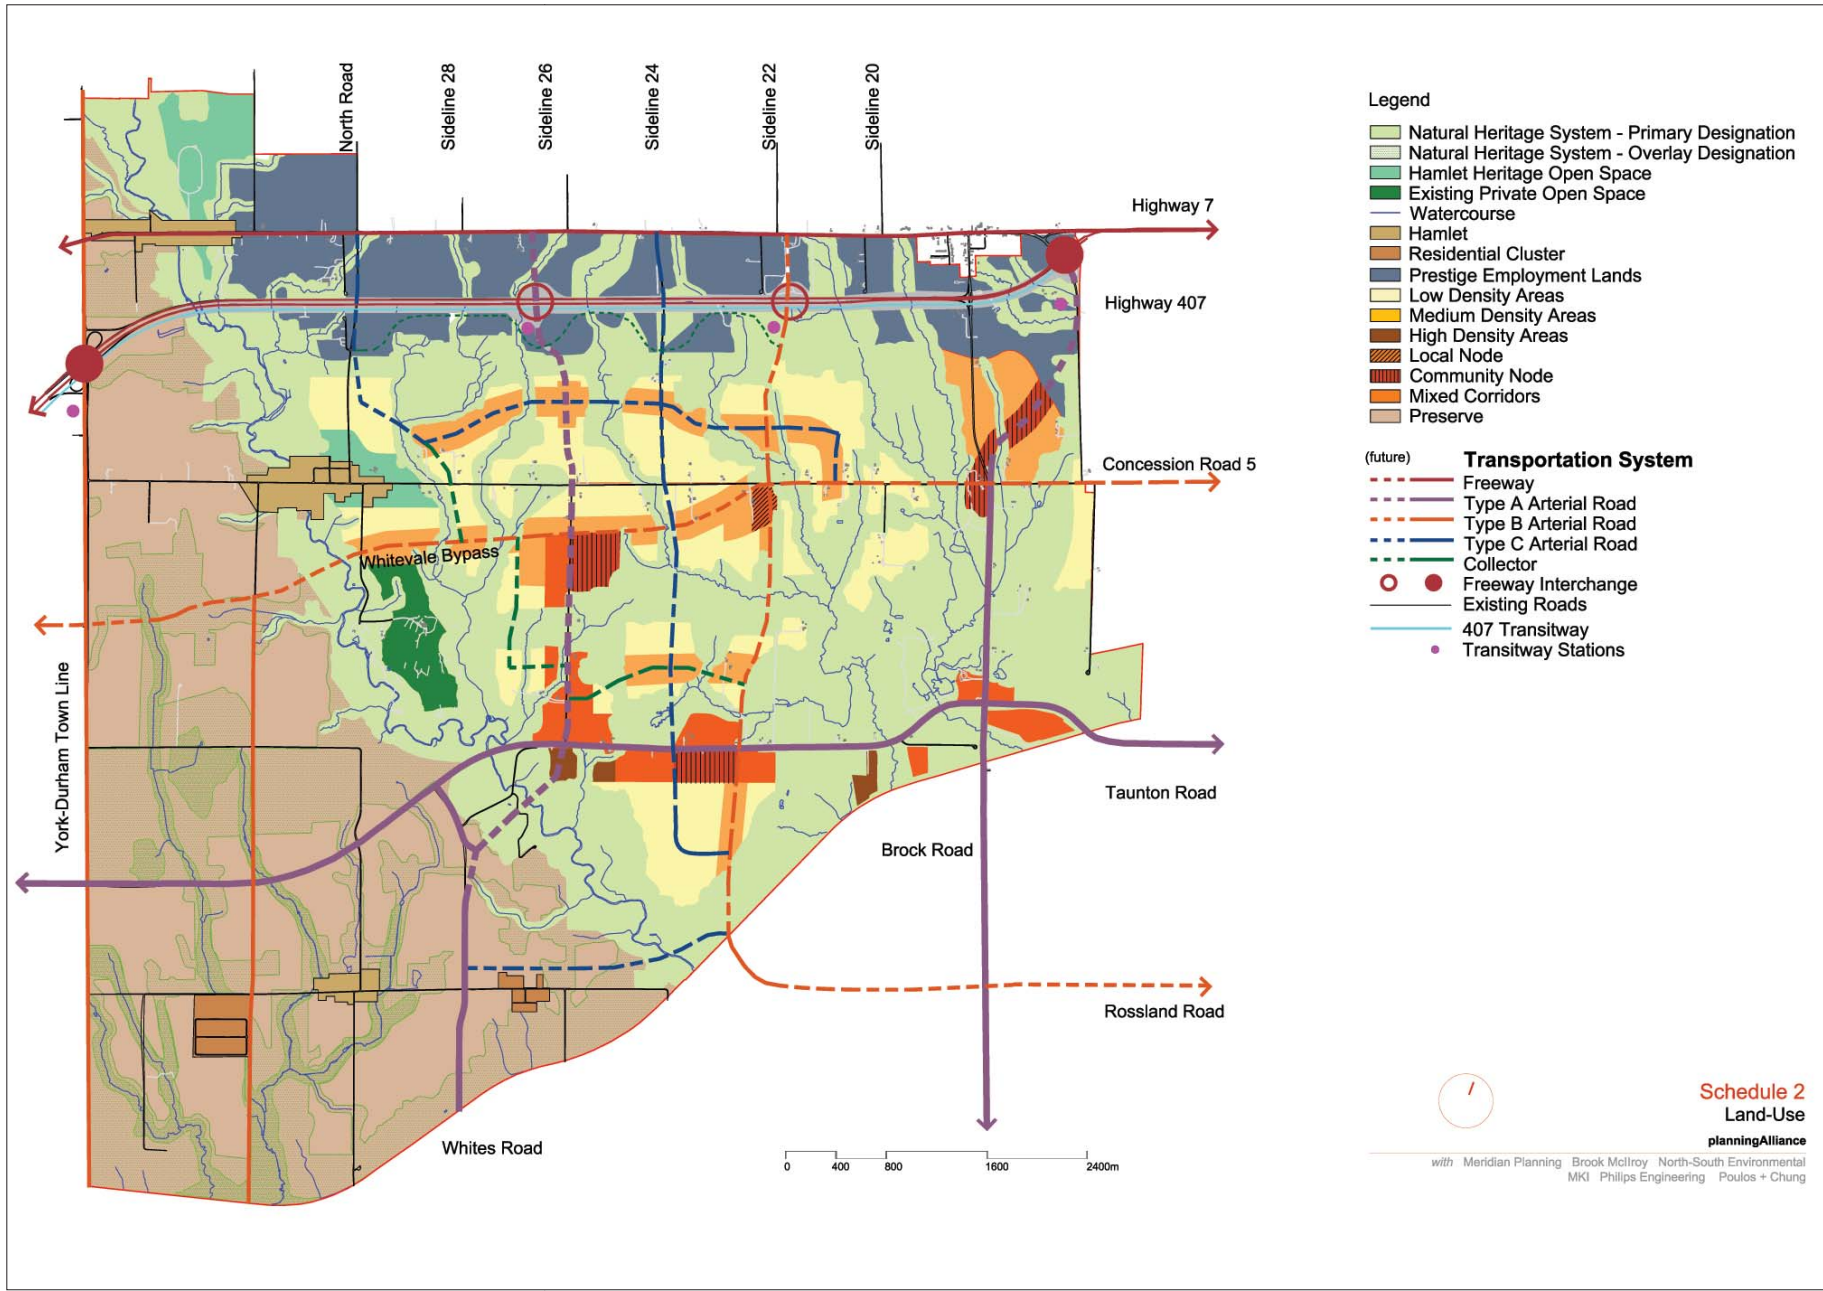 North Road
Sideline 28
Sideline 26
Sideline 24
Sideline 22
Sideline 20
Highway 7
Highway 407
Concession Road 5
Whitevale Bypass
York-Durham Town Line
Taunton Road
Brock Road
Rossland Road
Whites Road
0 400 800 1600 2400m
Legend
Natural Heritage System - Primary Designation
Natural Heritage System - Overlay Designation
Hamlet Heritage Open Space
Existing Private Open Space
Watercourse
Hamlet
Residential Cluster
Prestige Employment Lands
Low Density Areas
Medium Density Areas
High Density Areas
Local Node
Community Node
Mixed Corridors
Preserve
(future) Transportation System
Freeway
Type A Arterial Road
Type B Arterial Road
Type C Arterial Road
Collector
Freeway Interchange
Existing Roads
407 Transitway
Transitway Stations
Schedule 2
Land-Use
planningAlliance
with Meridian Planning Brook McIlroy North-South Environmental
MKI Philips Engineering Poulos + Chung